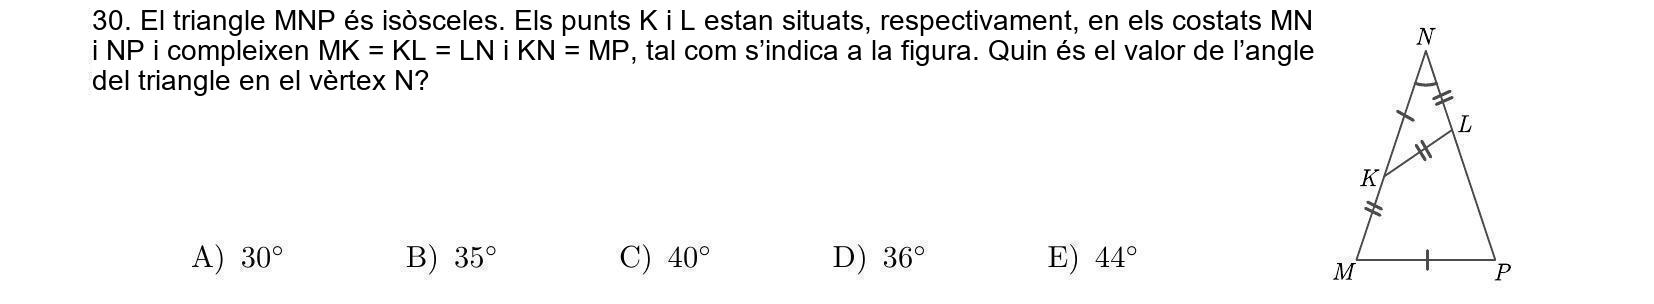 30. El triangle MNP és isòsceles. Els punts K i L estan situats, respectivament, en els costats MN
i NP i compleixen MK = KL = LN i KN = MP, tal com s’indica a la figura. Quin és el valor de l’angle
del triangle en el vèrtex N?
N
L
K
M
P
A) 30° B) 35° C) 40° D) 36° E) 44°